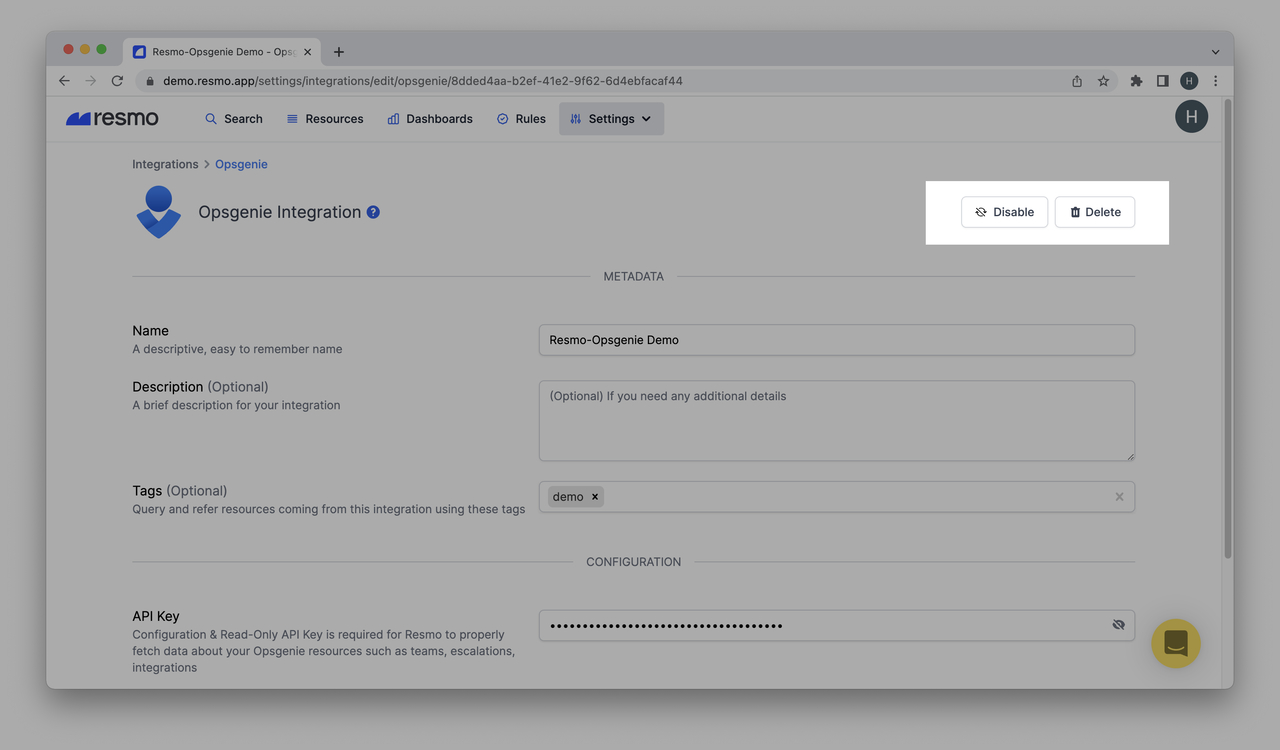 Resmo-Opsgenie Demo - Ops
demo.resmo.app/settings/integrations/edit/opsgenie/8dded4aa-b2ef-41e2-9f62-6d4ebfacaf44
H
resmo
Search
Resources
Dashboards
Rules
Settings
H
Integrations > Opsgenie
Opsgenie Integration ?
Disable
Delete
METADATA
Name
A descriptive, easy to remember name
Resmo-Opsgenie Demo
Description (Optional)
A brief description for your integration
(Optional) If you need any additional details
Tags (Optional)
Query and refer resources coming from this integration using these tags
demo
CONFIGURATION
API Key
Configuration & Read-Only API Key is required for Resmo to properly
fetch data about your Opsgenie resources such as teams, escalations,
integrations